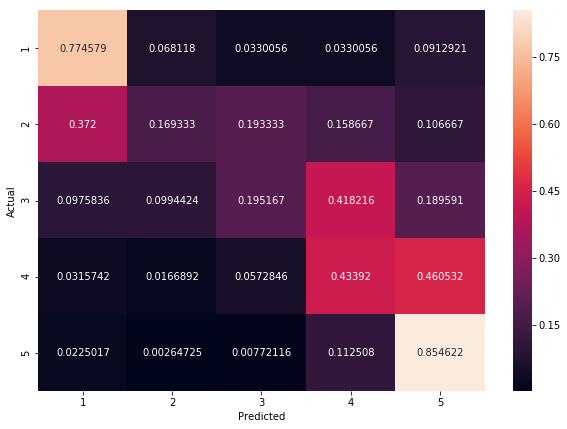 1 0.774579 0.068118 0.0330056 0.0330056 0.0912921
2 0.372 0.169333 0.193333 0.158667 0.106667
3 0.0975836 0.0994424 0.195167 0.418216 0.189591
4 0.0315742 0.0166892 0.0572846 0.43392 0.460532
5 0.0225017 0.00264725 0.00772116 0.112508 0.854622
Actual
1 2 3 4 5
Predicted
0.75
0.60
0.45
0.30
0.15